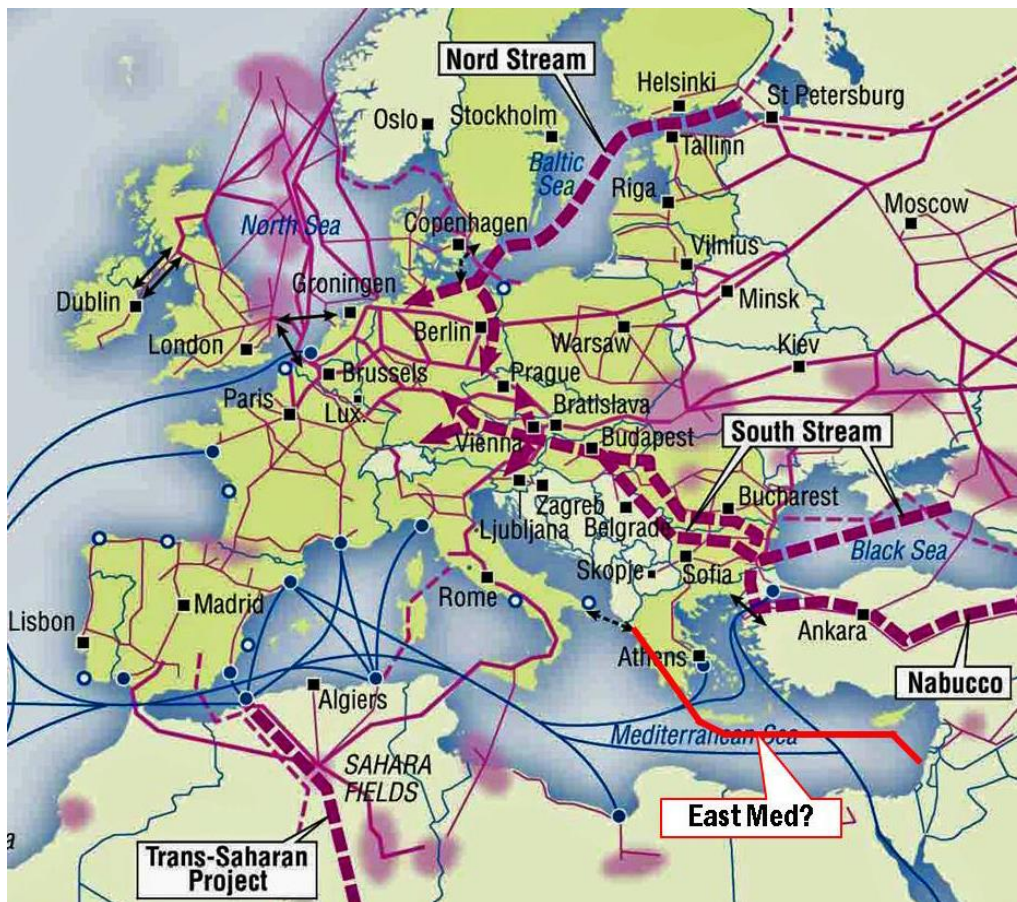 Nord Stream
Helsinki
St Petersburg
Oslo
Stockholm
Tallinn
Baltic
Sea
Riga
Moscow
Copenhagen
North Sea
Vilnius
Groningen
Minsk
Dublin
Berlin
London
Warsaw
Kiev
Brussels
Prague
Paris
Lux.
Bratislava
South Stream
Vienna
Budapest
Zagreb
Bucharest
Ljubljana
Belgrade
Black Sea
Skopje
Sofia
Madrid
Rome
Lisbon
Ankara
Athens
Nabucco
Algiers
Mediterranean Sea
SAHARA
FIELDS
East Med?
a
Trans-Saharan
Project